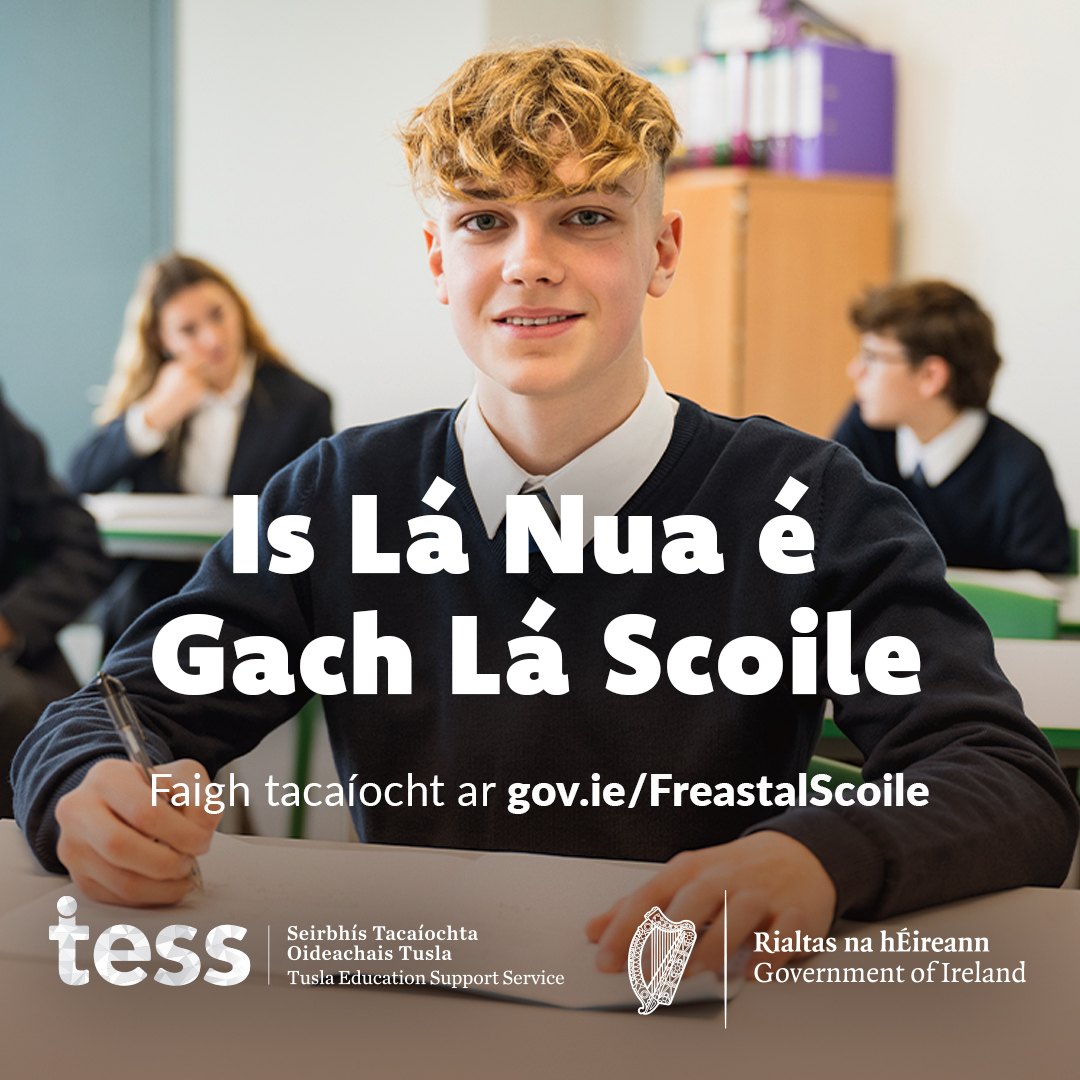 Is Lá Nua é
Gach Lá Scoile
Faigh tacaíocht ar gov.ie/FreastalScoile
tess
Seirbhís Tacaíochta
Oideachais Tusla
Tusla Education Support Service
Rialtas na hÉireann
Government of Ireland